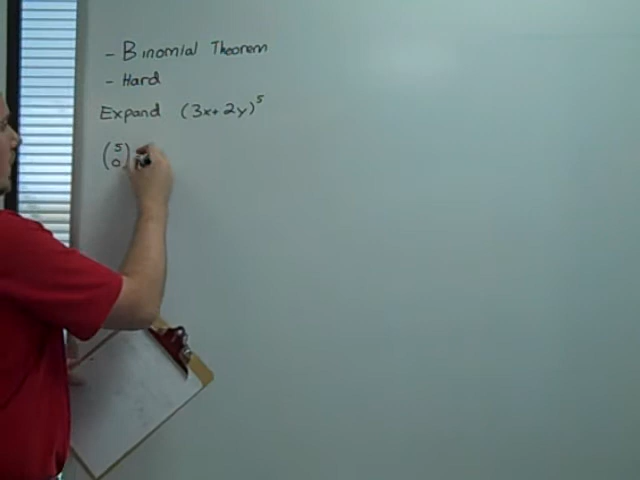 - Binomial Theorem
- Hard
Expand (3x+2y)^5
(5 0)